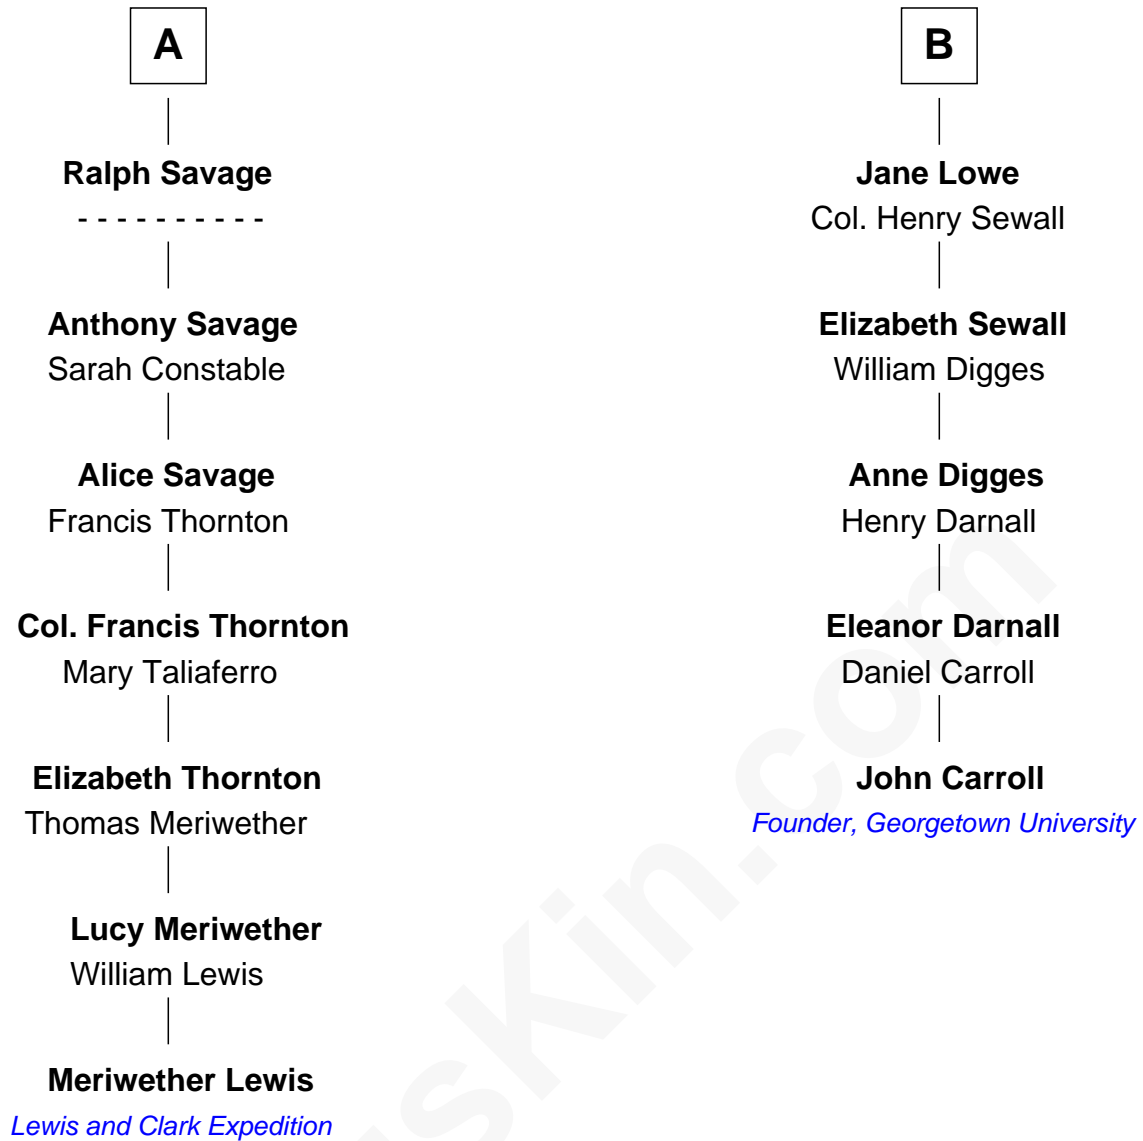 A
Ralph Savage
- - - - - - - - - -
Anthony Savage
Sarah Constable
Alice Savage
Francis Thornton
Col. Francis Thornton
Mary Taliaferro
Elizabeth Thornton
Thomas Meriwether
Lucy Meriwether
William Lewis
Meriwether Lewis
Lewis and Clark Expedition
B
Jane Lowe
Col. Henry Sewall
Elizabeth Sewall
William Digges
Anne Digges
Henry Darnall
Eleanor Darnall
Daniel Carroll
John Carroll
Founder, Georgetown University